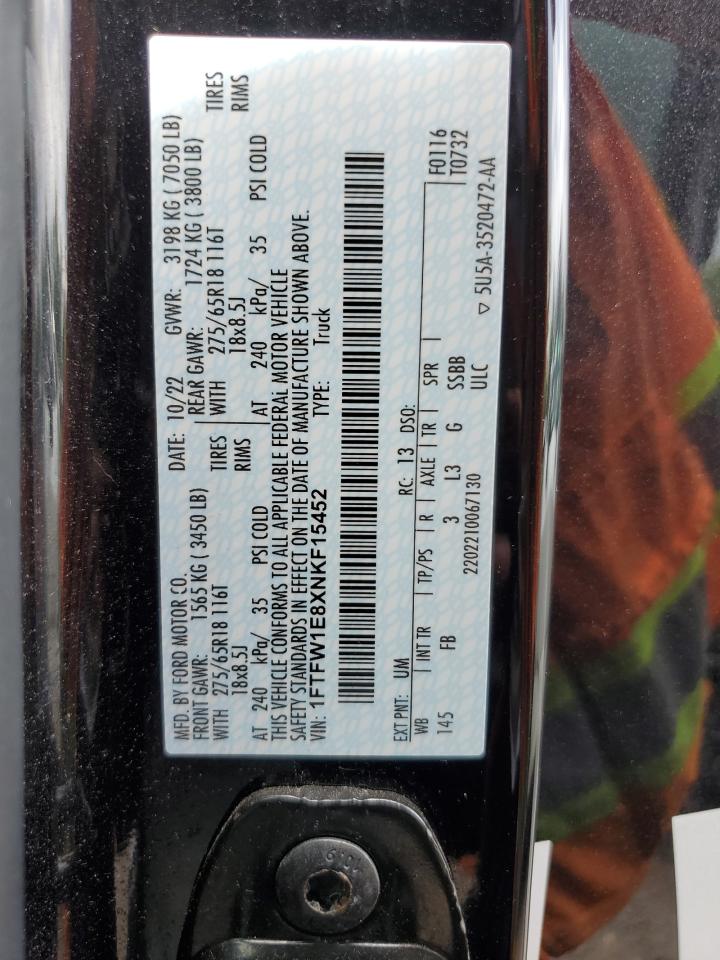 MFD. BY FORD MOTOR CO.
DATE: 10/22 GVWR: 3198 KG ( 7050 LB)
FRONT GAWR: 1565 KG ( 3450 LB) REAR GAWR: 1724 KG ( 3800 LB)
WITH 275/65R18 116T TIRES WITH 275/65R18 116T TIRES
18x8.5J RIMS 18x8.5J RIMS
AT 240 kPa/ 35 PSI COLD AT 240 kPa/ 35 PSI COLD
THIS VEHICLE CONFORMS TO ALL APPLICABLE FEDERAL MOTOR VEHICLE
SAFETY STANDARDS IN EFFECT ON THE DATE OF MANUFACTURE SHOWN ABOVE.
VIN: 1FTFW1E8XNKF15452 TYPE: Truck
EXT PNT: UM RC: 13 DSO: F0116
WB INT TR TP/PS R AXLE TR SPR T0732
145 FB 3 L3 G SSBB
2202210067130 ULC ▽ 5U5A-3520472-AA
10.9